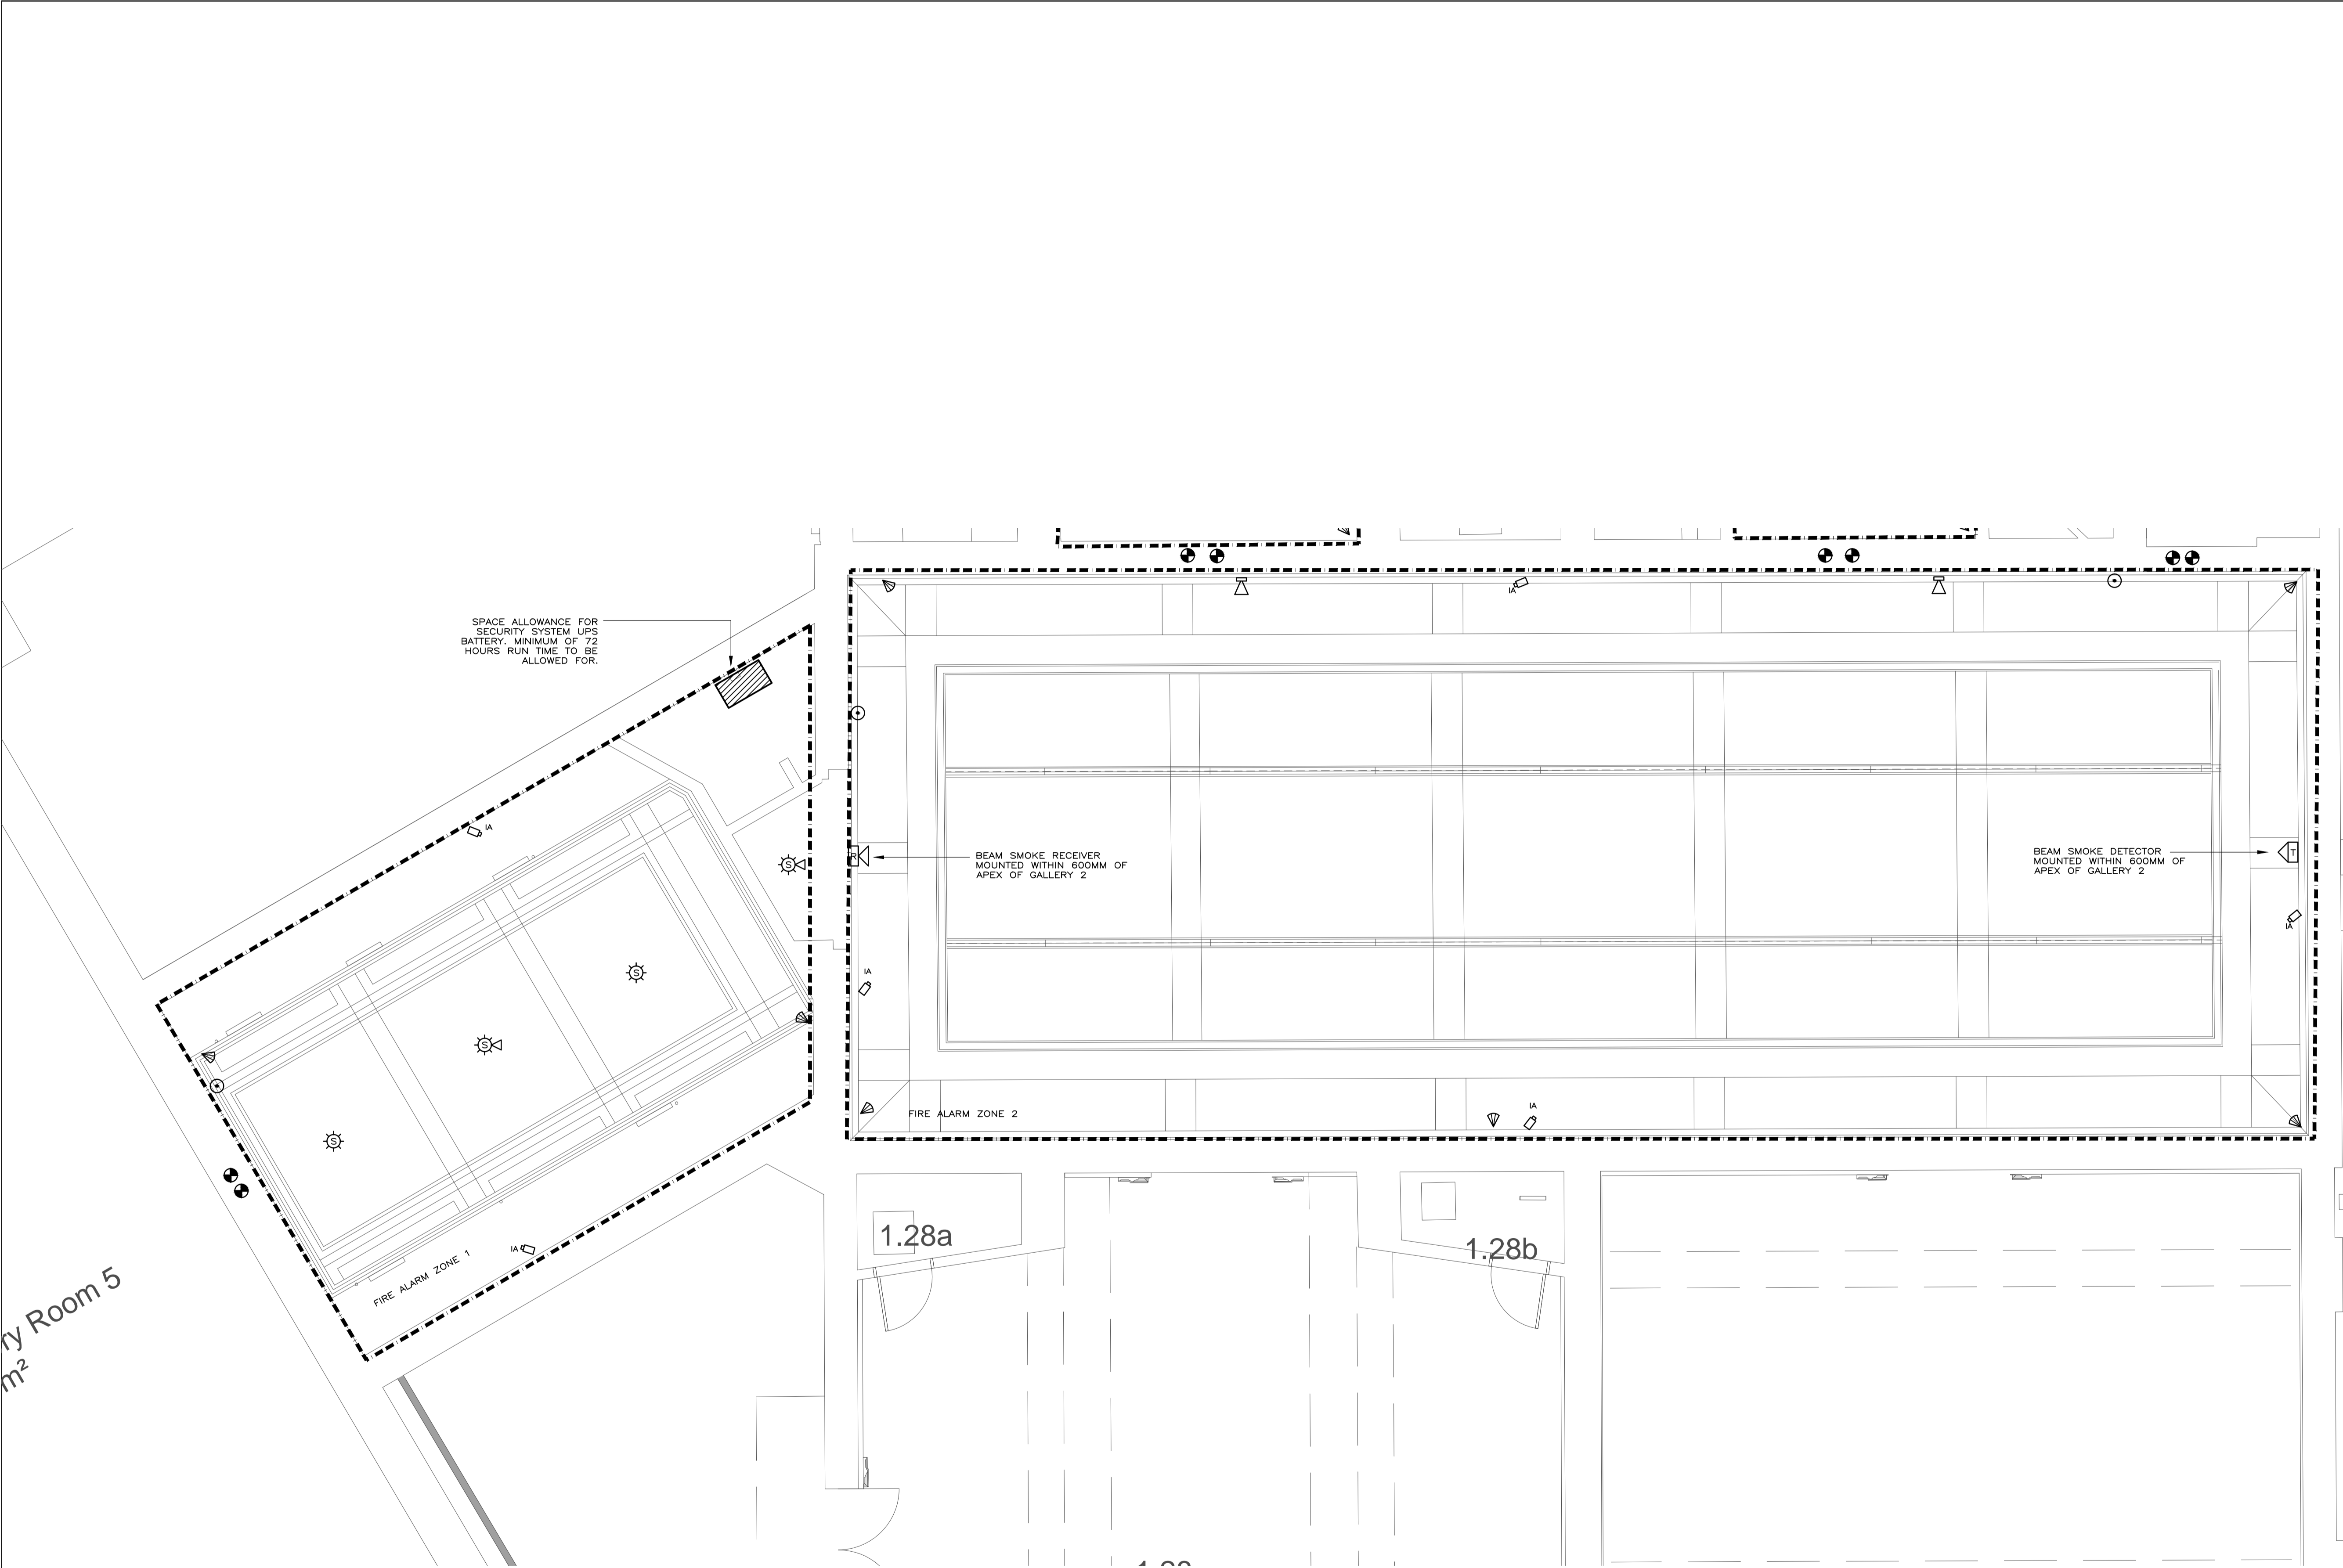 SPACE ALLOWANCE FOR
SECURITY SYSTEM UPS
BATTERY. MINIMUM OF 72
HOURS RUN TIME TO BE
ALLOWED FOR.
IA
IA
S
R
BEAM SMOKE RECEIVER
MOUNTED WITHIN 600MM OF
APEX OF GALLERY 2
BEAM SMOKE DETECTOR
MOUNTED WITHIN 600MM OF
APEX OF GALLERY 2
T
IA
S
IA
S
IA
FIRE ALARM ZONE 2
S
IA
FIRE ALARM ZONE 1
1.28a
1.28b
ry Room 5
m²